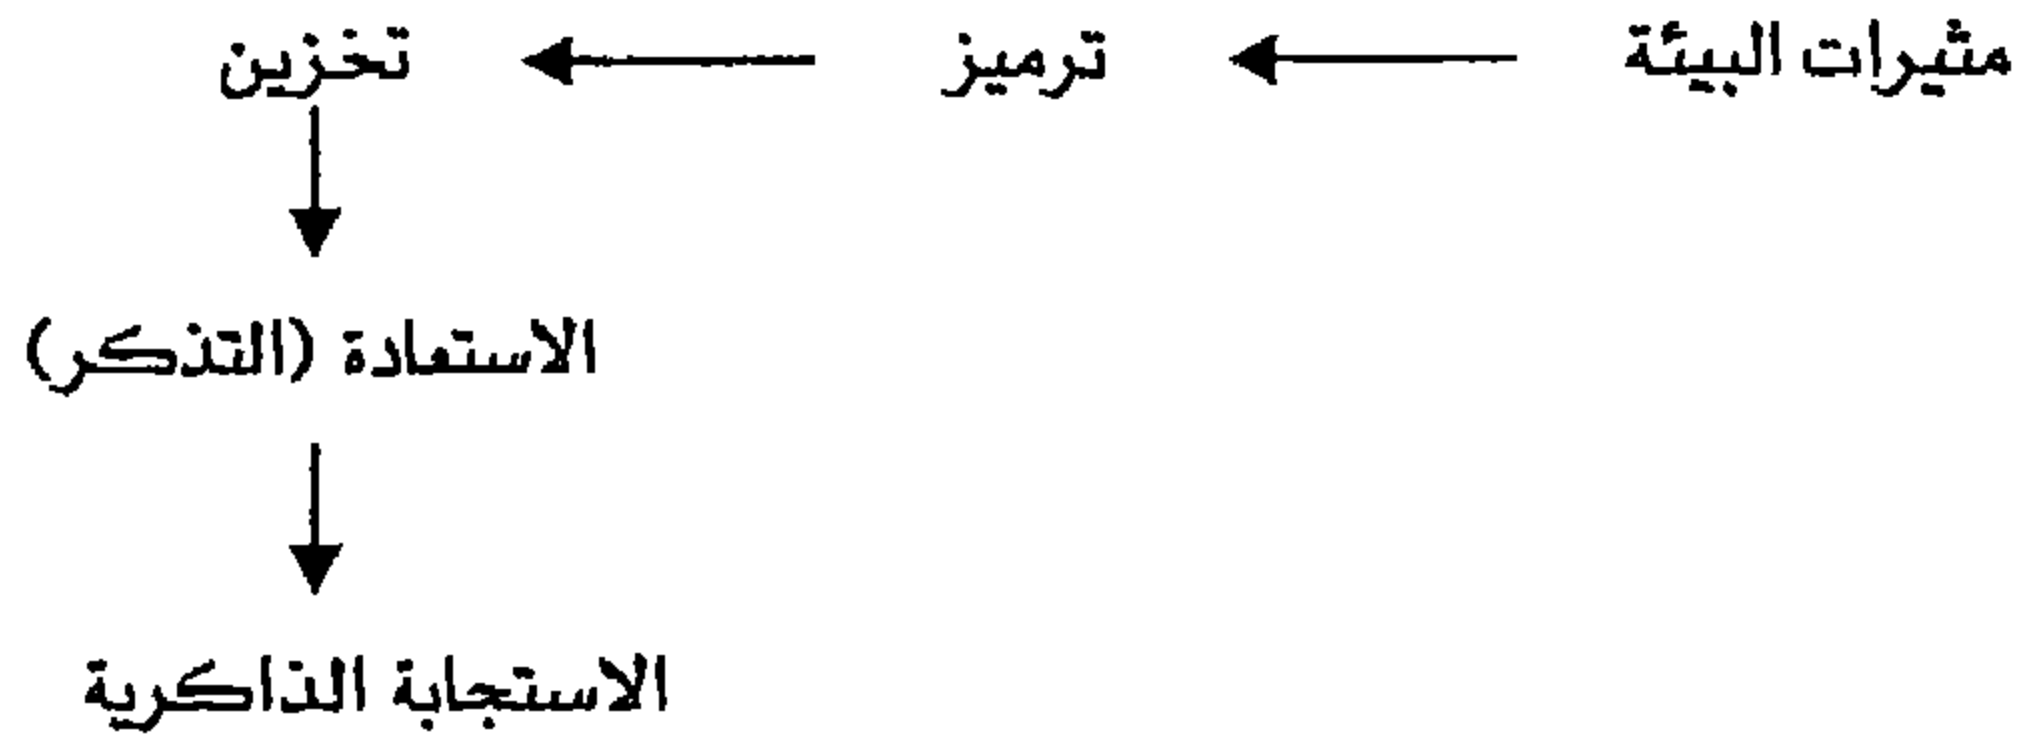 مثيرات البيئة ترميز تخزين
الاستعادة (التذكر)
الاستجابة الذاكرية